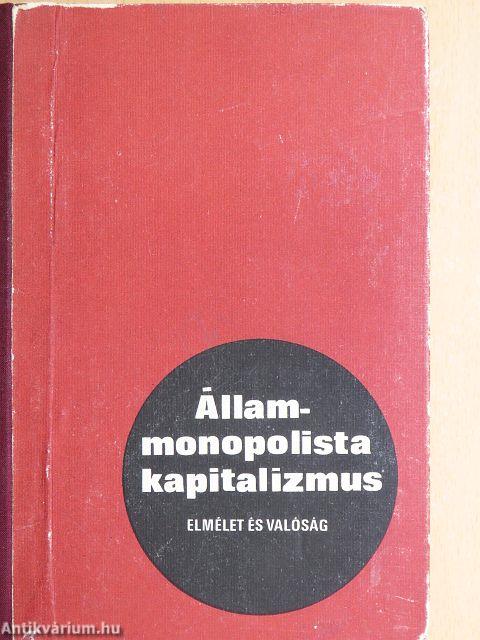 Állam-
monopolista
kapitalizmus
ELMÉLET ÉS VALÓSÁG
Antikvárium.hu